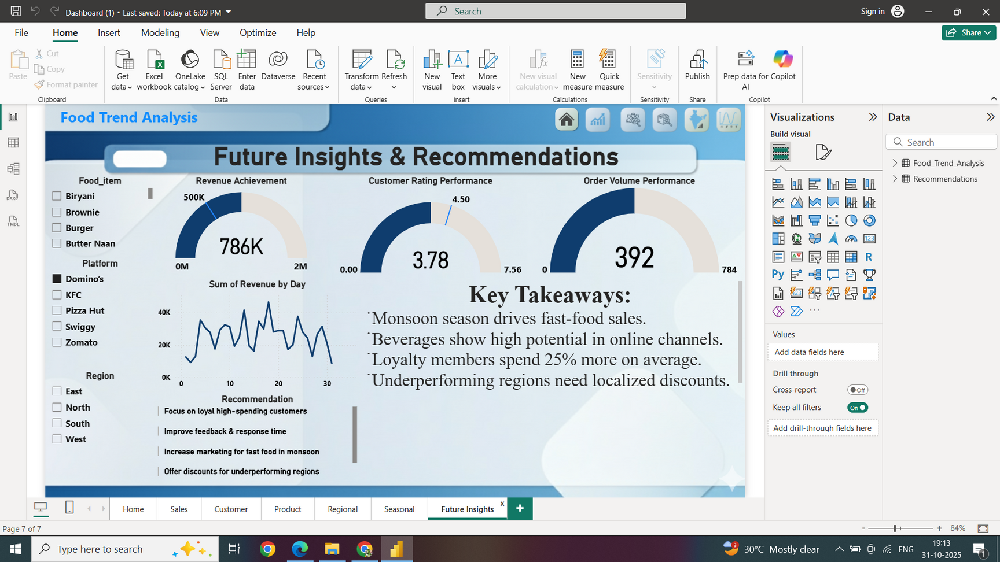 Dashboard (1) • Last saved: Today at 6:09 PM
Search
Sign in
File
Home
Insert
Modeling
View
Optimize
Help
Share
Paste
Cut
Copy
Format painter
Clipboard
Get data
Excel workbook
OneLake catalog
SQL Server
Enter data
Dataverse
Recent sources
Data
Transform data
Refresh
Queries
New visual
Text box
More visuals
Insert
New visual calculation
New measure
Quick measure
Calculations
Sensitivity
Sensitivity
Publish
Share
Prep data for AI
Copilot
Copilot
Food Trend Analysis
Future Insights & Recommendations
Food_item
Biryani
Brownie
Burger
Butter Naan
Platform
Domino's
KFC
Pizza Hut
Swiggy
Zomato
Region
East
North
South
West
Revenue Achievement
500K
786K
0M
2M
Customer Rating Performance
4.50
3.78
0.00
7.56
Order Volume Performance
392
0
784
Sum of Revenue by Day
40K
20K
0K
0
10
20
30
Recommendation
Focus on loyal high-spending customers
Improve feedback & response time
Increase marketing for fast food in monsoon
Offer discounts for underperforming regions
Key Takeaways:
Monsoon season drives fast-food sales.
Beverages show high potential in online channels.
Loyalty members spend 25% more on average.
Underperforming regions need localized discounts.
Visualizations
Build visual
123
R
Py
123
Values
Add data fields here
Drill through
Cross-report
Off
Keep all filters
On
Add drill-through fields here
Data
Search
Food_Trend_Analysis
Recommendations
DAX
TMDL
Home
Sales
Customer
Product
Regional
Seasonal
Future Insights
x
+
Page 7 of 7
- + 84%
Type here to search
3
30°C Mostly clear
ENG
19:13
31-10-2025
1